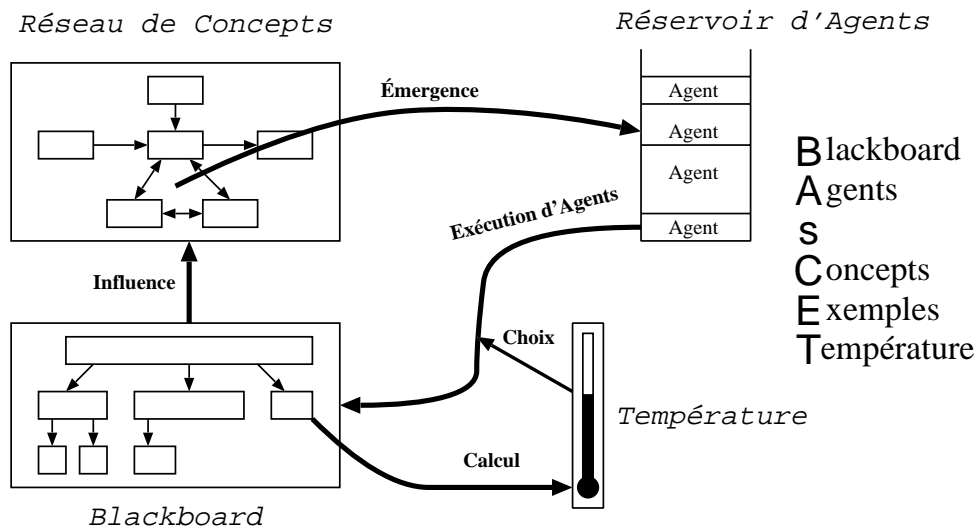 Réseau de Concepts
Réservoir d'Agents
Émergence
Agent
Agent
Agent
Agent
Exécution d'Agents
Influence
Choix
Calcul
Température
Blackboard
Blackboard
Agents
s
Concepts
Exemples
Température